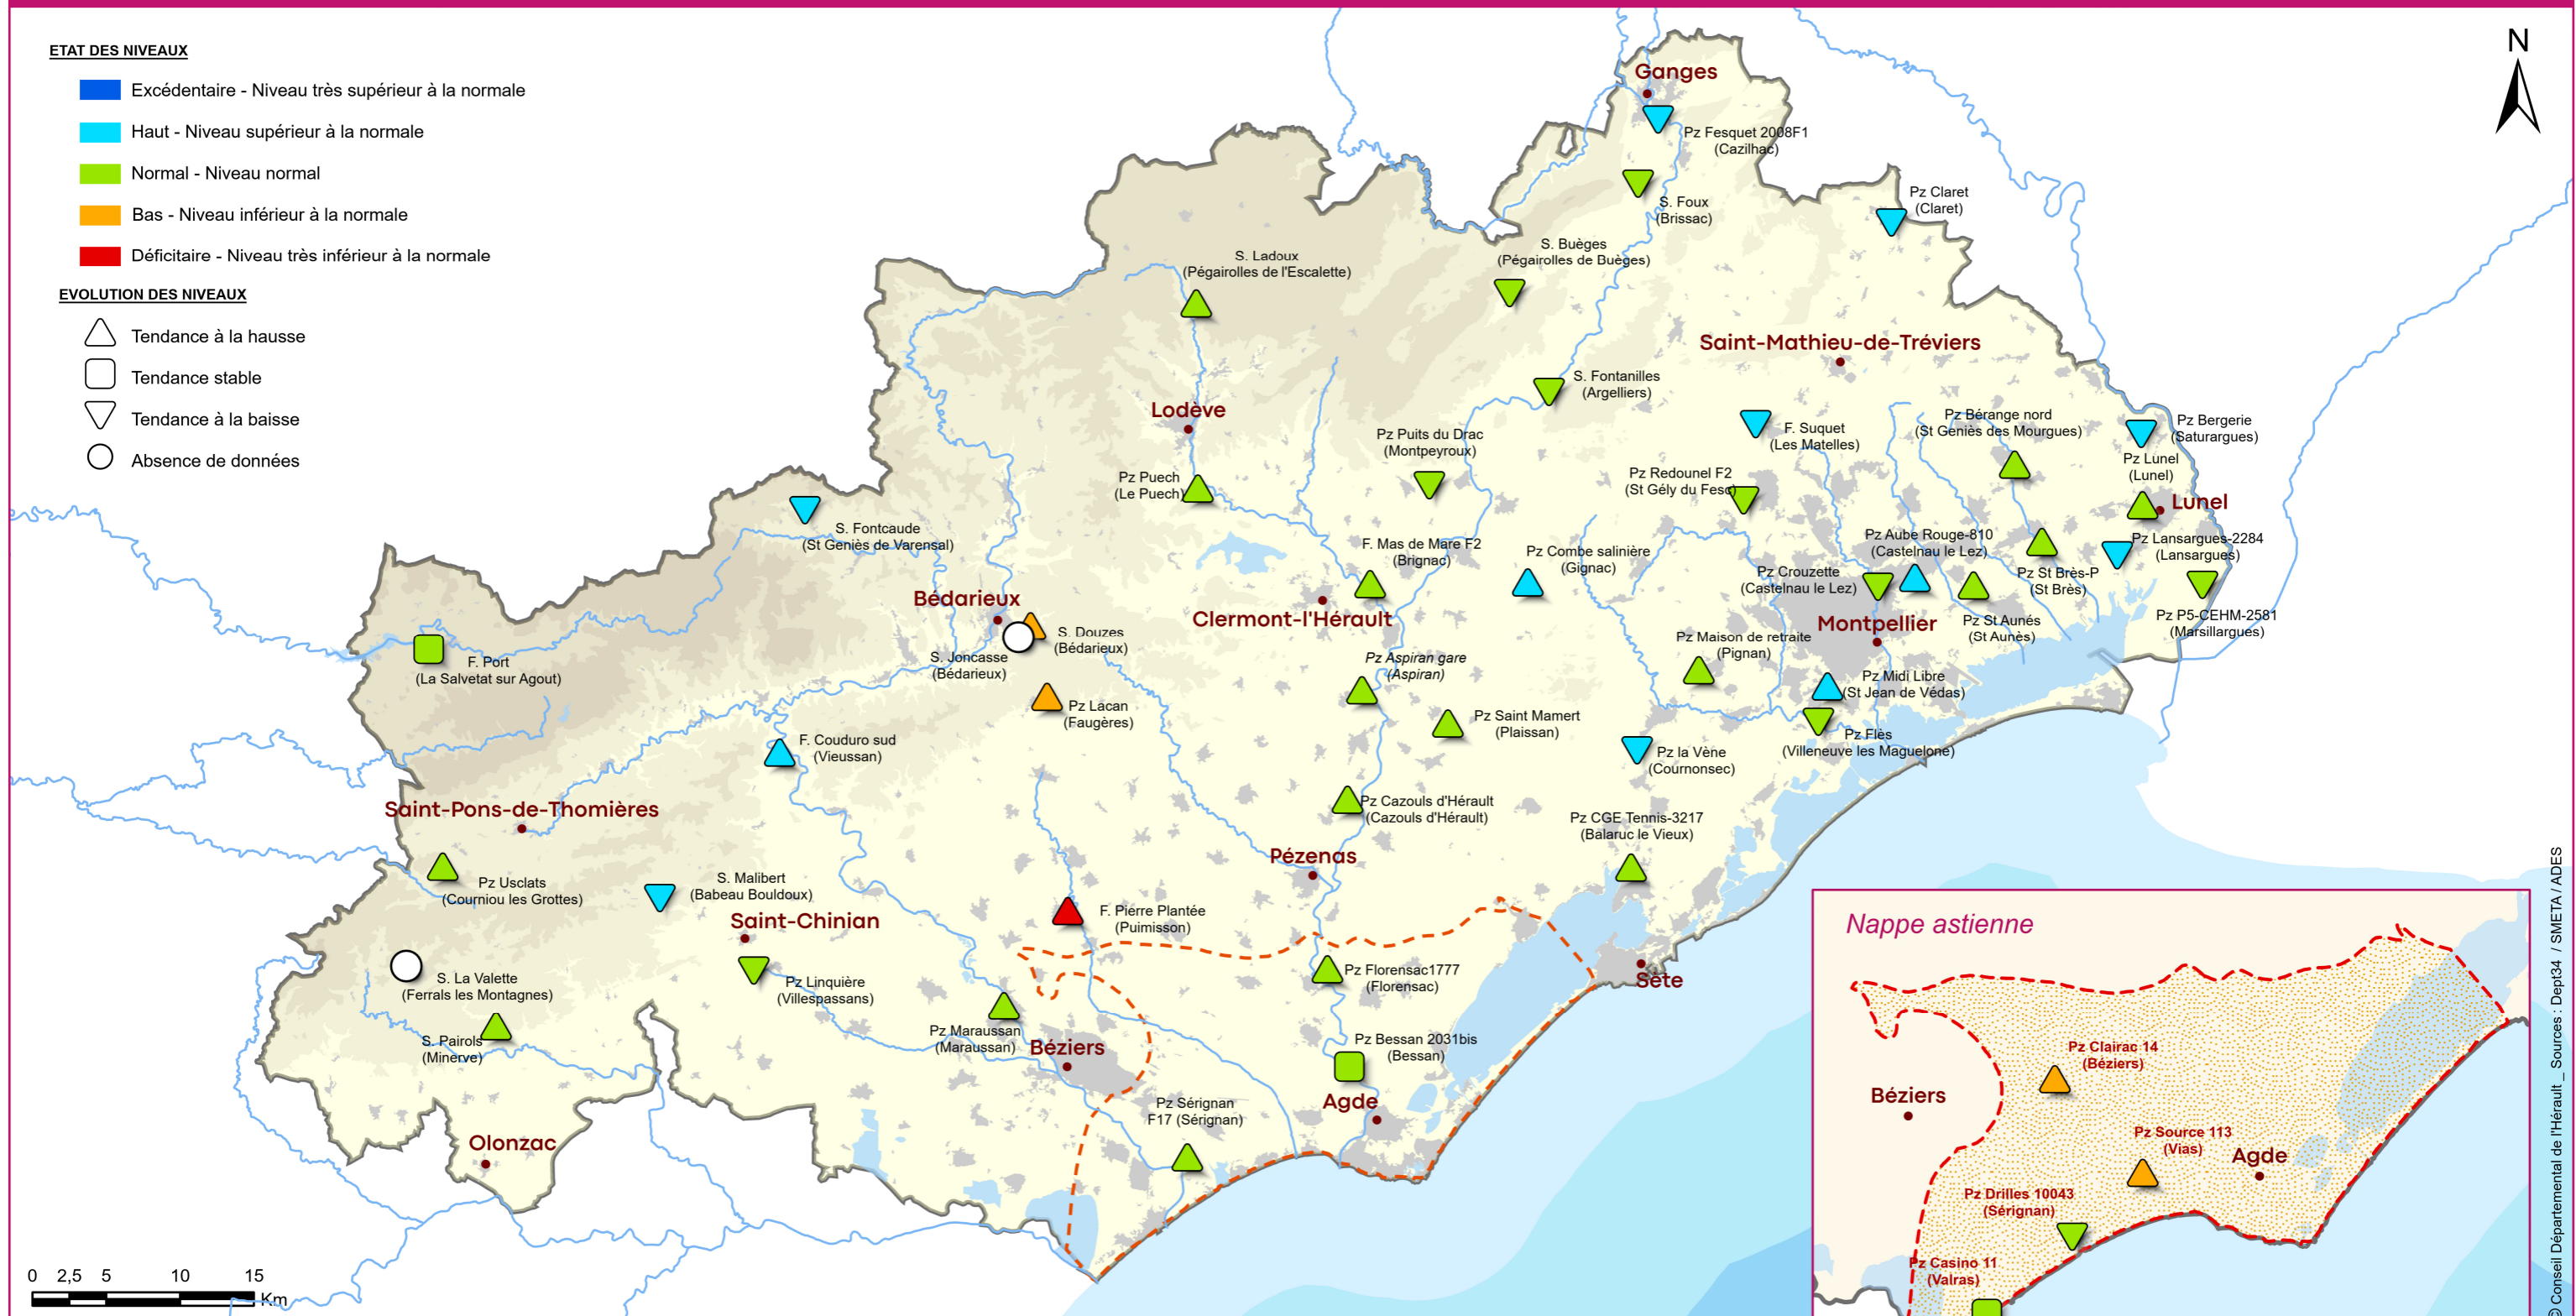 ETAT DES NIVEAUX
Excédentaire - Niveau très supérieur à la normale
Haut - Niveau supérieur à la normale
Normal - Niveau normal
Bas - Niveau inférieur à la normale
Déficitaire - Niveau très inférieur à la normale
EVOLUTION DES NIVEAUX
Tendance à la hausse
Tendance stable
Tendance à la baisse
Absence de données
N
Ganges
Pz Fesquet 2008F1
(Cazilhac)
S. Foux
(Brissac)
Pz Claret
(Claret)
S. Buèges
(Pégairolles de Buèges)
S. Ladoux
(Pégairolles de l'Escalette)
Saint-Mathieu-de-Tréviers
S. Fontanilles
(Argelliers)
Lodève
Pz Puits du Drac
(Montpeyroux)
F. Suquet
(Les Matelles)
Pz Bérange nord
(St Geniès des Mourgues)
Pz Bergerie
(Saturargues)
Pz Lunel
(Lunel)
Lunel
Pz Puech
(Le Puech)
Pz Redounel F2
(St Gély du Fesc)
S. Fontcaude
(St Geniès de Varensal)
F. Mas de Mare F2
(Brignac)
Pz Combe salinière
(Gignac)
Pz Aube Rouge-810
(Castelnau le Lez)
Pz Lansargues-2284
(Lansargues)
Pz Crouzette
(Castelnau le Lez)
Pz St Brès-P
(St Brès)
Bédarieux
Clermont-l'Hérault
Montpellier
Pz St Aunés
(St Aunès)
Pz P5-CEHM-2581
(Marsillargues)
S. Douzes
(Bédarieux)
S. Joncasse
(Bédarieux)
Pz Maison de retraite
(Pignan)
F. Port
(La Salvetat sur Agout)
Pz Aspiran gare
(Aspiran)
Pz Midi Libre
(St Jean de Védas)
Pz Lacan
(Faugères)
Pz Saint Mamert
(Plaissan)
Pz Flès
(Villeneuve les Maguelone)
F. Couduro sud
(Vieussan)
Pz la Vène
(Cournonsec)
Saint-Pons-de-Thomières
Pz Cazouls d'Hérault
(Cazouls d'Hérault)
Pz CGE Tennis-3217
(Balaruc le Vieux)
Pézenas
Pz Usclats
(Courniou les Grottes)
S. Malibert
(Babeau Bouldoux)
Saint-Chinian
F. Pierre Plantée
(Puimisson)
S. La Valette
(Ferrals les Montagnes)
Pz Linquière
(Villespassans)
Pz Florensac1777
(Florensac)
Sète
S. Pairols
(Minerve)
Pz Maraussan
(Maraussan)
Béziers
Pz Bessan 2031bis
(Bessan)
Agde
Pz Sérignan
F17 (Sérignan)
Olonzac
0 2,5 5 10 15
Km
Nappe astienne
Pz Clairac 14
(Béziers)
Béziers
Pz Source 113
(Vias)
Agde
Pz Drilles 10043
(Sérignan)
Pz Casino 11
(Valras)
© Conseil Départemental de l'Hérault _ Sources : Dept34 / SMETA / ADES